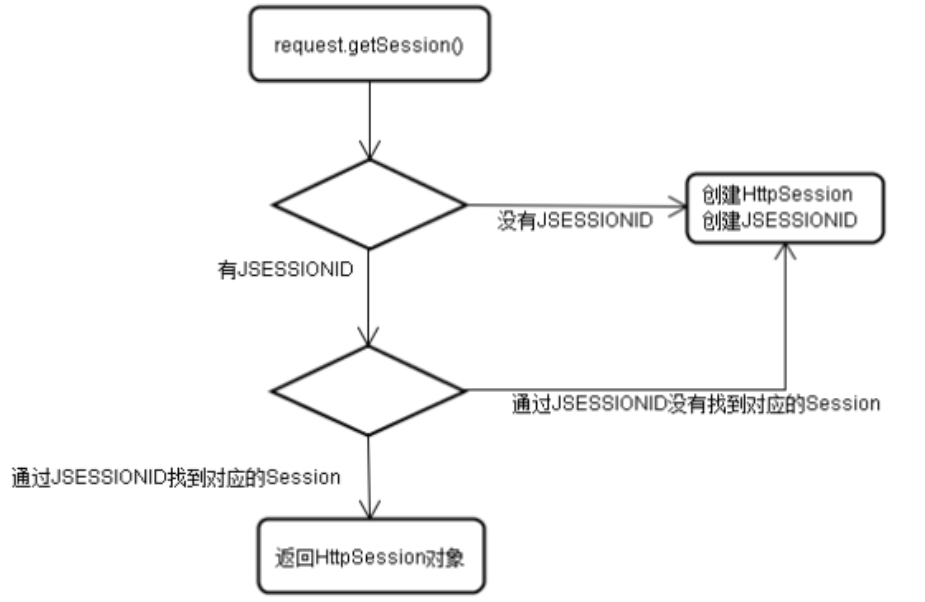 request.getSession()
创建HttpSession
创建JSESSIONID
没有JSESSIONID
有JSESSIONID
通过JSESSIONID没有找到对应的Session
通过JSESSIONID找到对应的Session
返回HttpSession对象